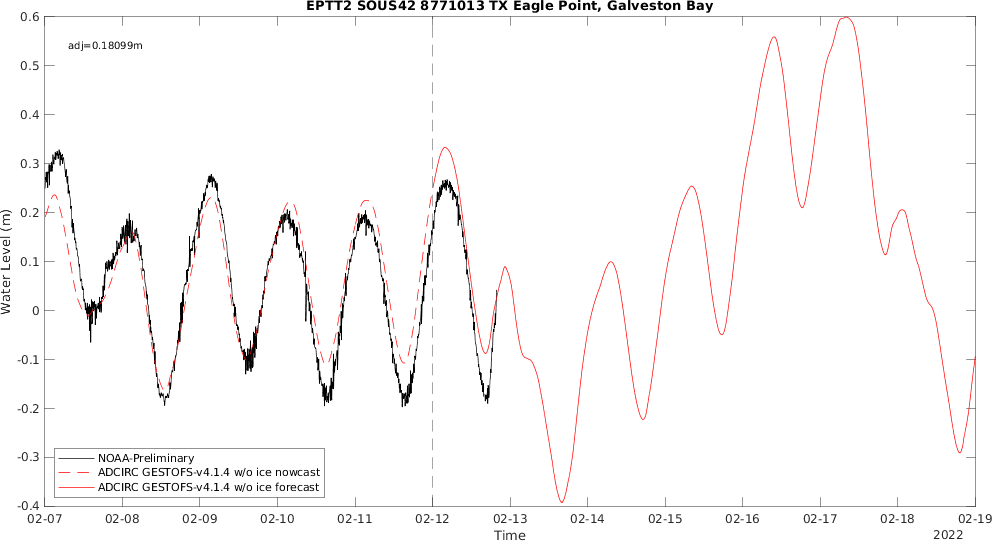 EPTT2 SOUS42 8771013 TX Eagle Point, Galveston Bay
adj=0.18099m
0.6
0.5
0.4
0.3
0.2
0.1
0
-0.1
-0.2
-0.3
-0.4
Water Level (m)
NOAA-Preliminary
ADCIRC GESTOFS-v4.1.4 w/o ice nowcast
ADCIRC GESTOFS-v4.1.4 w/o ice forecast
02-07 02-08 02-09 02-10 02-11 02-12 02-13 02-14 02-15 02-16 02-17 02-18 02-19
Time
2022